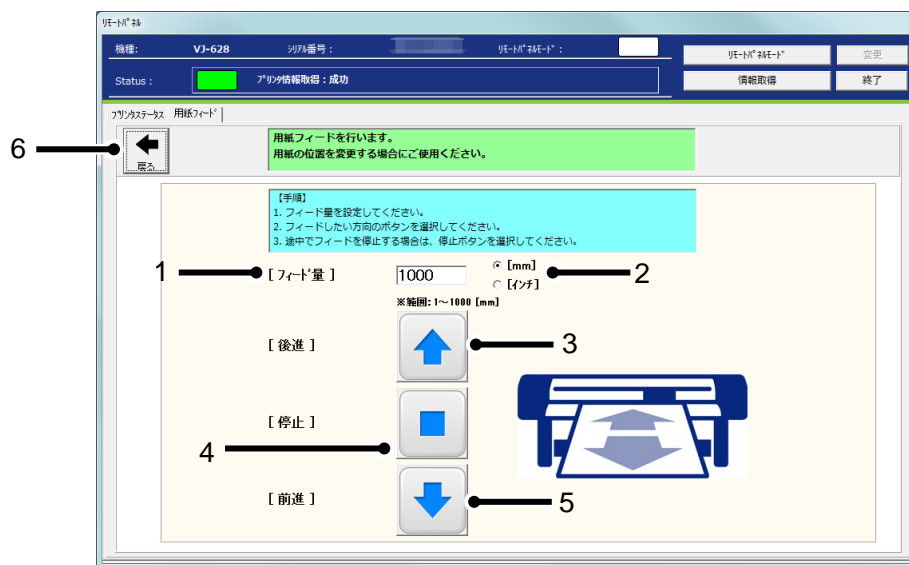 ﾘﾓｰﾄﾊﾟﾈﾙ
機種: VJ-628 ｼﾘｱﾙ番号： ﾘﾓｰﾄﾊﾟﾈﾙﾓｰﾄﾞ：
ﾘﾓｰﾄﾊﾟﾈﾙﾓｰﾄﾞ 変更
Status： ﾌﾟﾘﾝﾀ情報取得：成功
情報取得 終了
ﾌﾟﾘﾝﾀｽﾃｰﾀｽ 用紙ﾌｨｰﾄﾞ
6
戻る
用紙フィードを行います。
用紙の位置を変更する場合にご使用ください。
【手順】
1. フィード量を設定してください。
2. フィードしたい方向のボタンを選択してください。
3. 途中でフィードを停止する場合は、停止ボタンを選択してください。
1 [ ﾌｨｰﾄﾞ量 ] 1000 [mm] 2
[ｲﾝﾁ]
※範囲: 1～1000 [mm]
[ 後進 ] 3
[ 停止 ]
4
[ 前進 ] 5